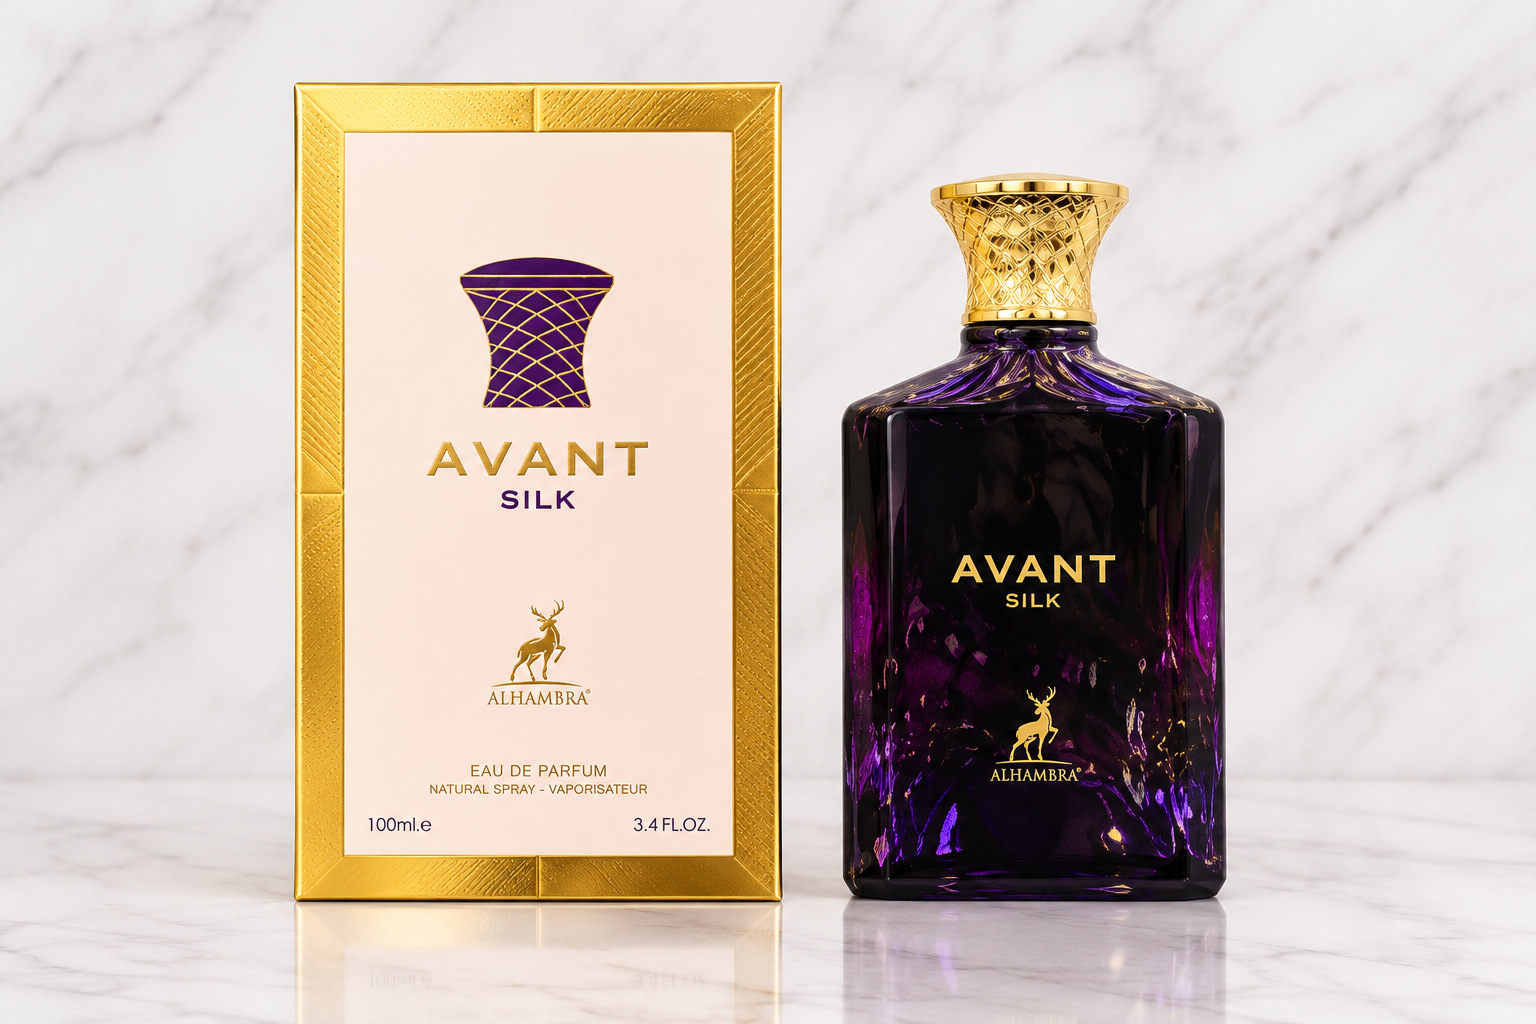 AVANT
SILK
ALHAMBRA®
EAU DE PARFUM
NATURAL SPRAY - VAPORISATEUR
100ml.e
3.4 FL.OZ.
AVANT
SILK
ALHAMBRA®